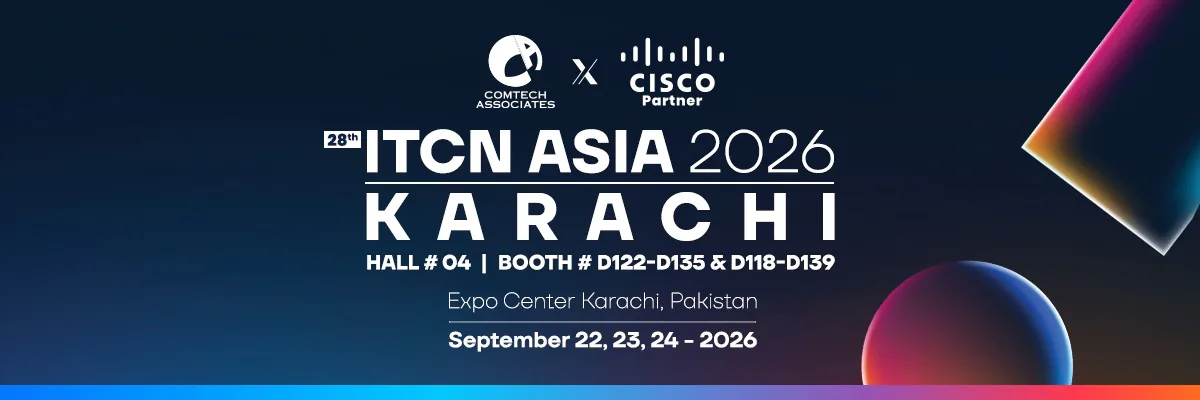 COMTECH
ASSOCIATES
X
CISCO
Partner
28th ITCN ASIA 2026
KARACHI
HALL # 04 | BOOTH # D122-D135 & D118-D139
Expo Center Karachi, Pakistan
September 22, 23, 24 - 2026